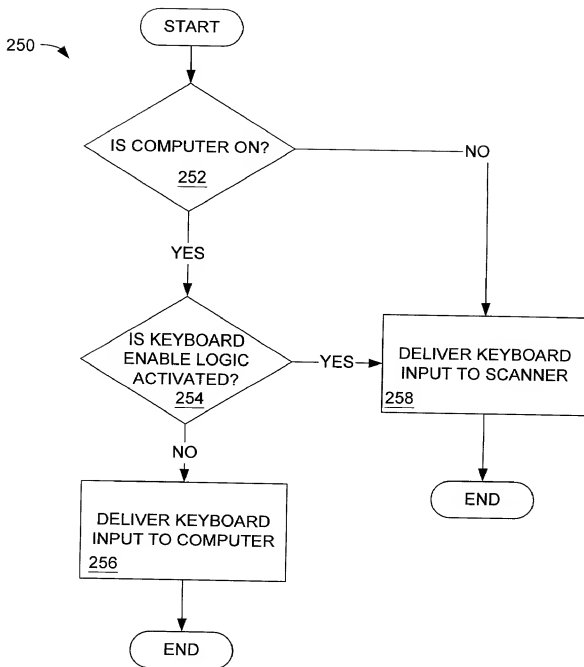 START
250
IS COMPUTER ON?
252
NO
YES
IS KEYBOARD
ENABLE LOGIC
ACTIVATED?
254
YES
DELIVER KEYBOARD
INPUT TO SCANNER
258
NO
END
DELIVER KEYBOARD
INPUT TO COMPUTER
256
END